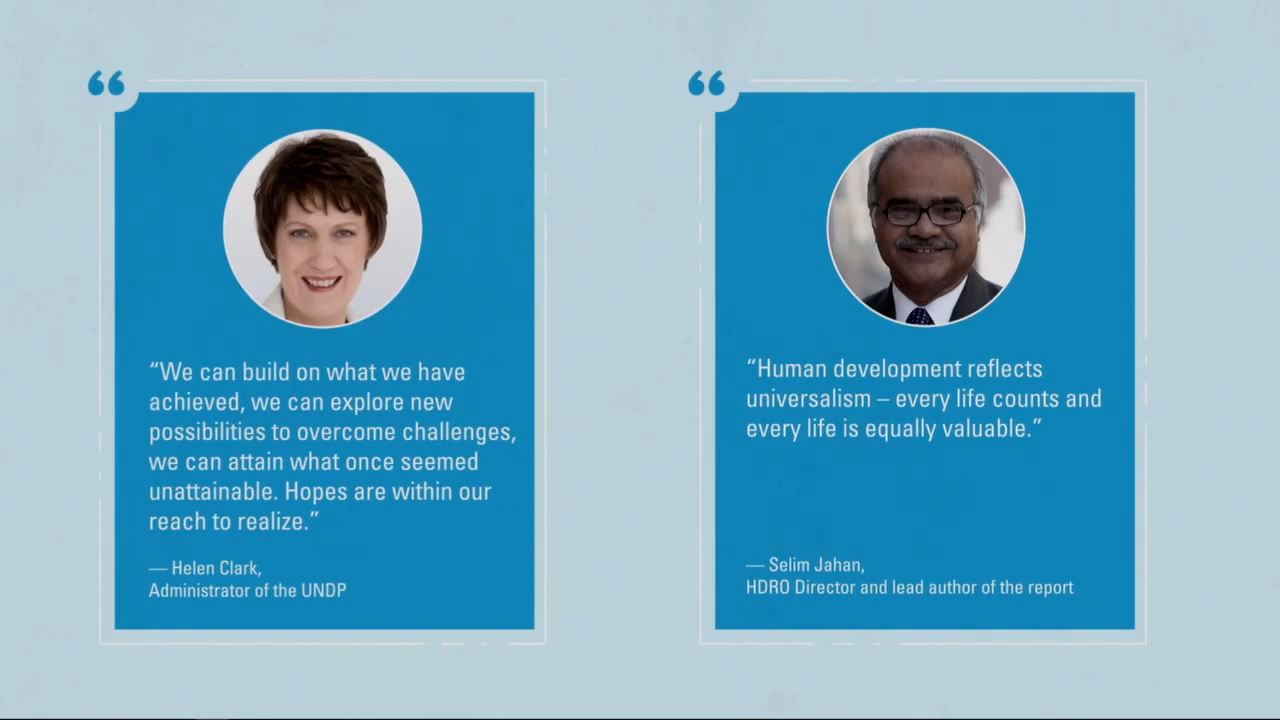 “We can build on what we have
achieved, we can explore new
possibilities to overcome challenges,
we can attain what once seemed
unattainable. Hopes are within our
reach to realize.”
— Helen Clark,
Administrator of the UNDP
“Human development reflects
universalism – every life counts and
every life is equally valuable.”
— Selim Jahan,
HDRO Director and lead author of the report